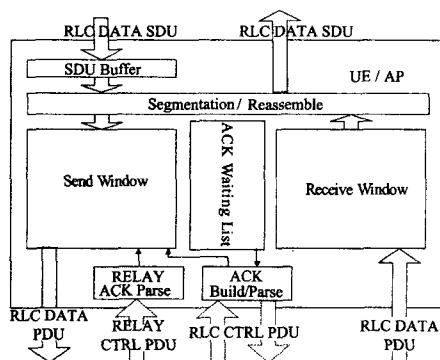 RLC DATA SDU
RLC DATA SDU
SDU Buffer
UE / AP
Segmentation / Reassemble
Send Window
ACK Waiting List
Receive Window
RELAY
ACK Parse
ACK
Build/Parse
RLC DATA
PDU
RELAY
CTRL PDU
RLC CTRL PDU
RLC DATA
PDU